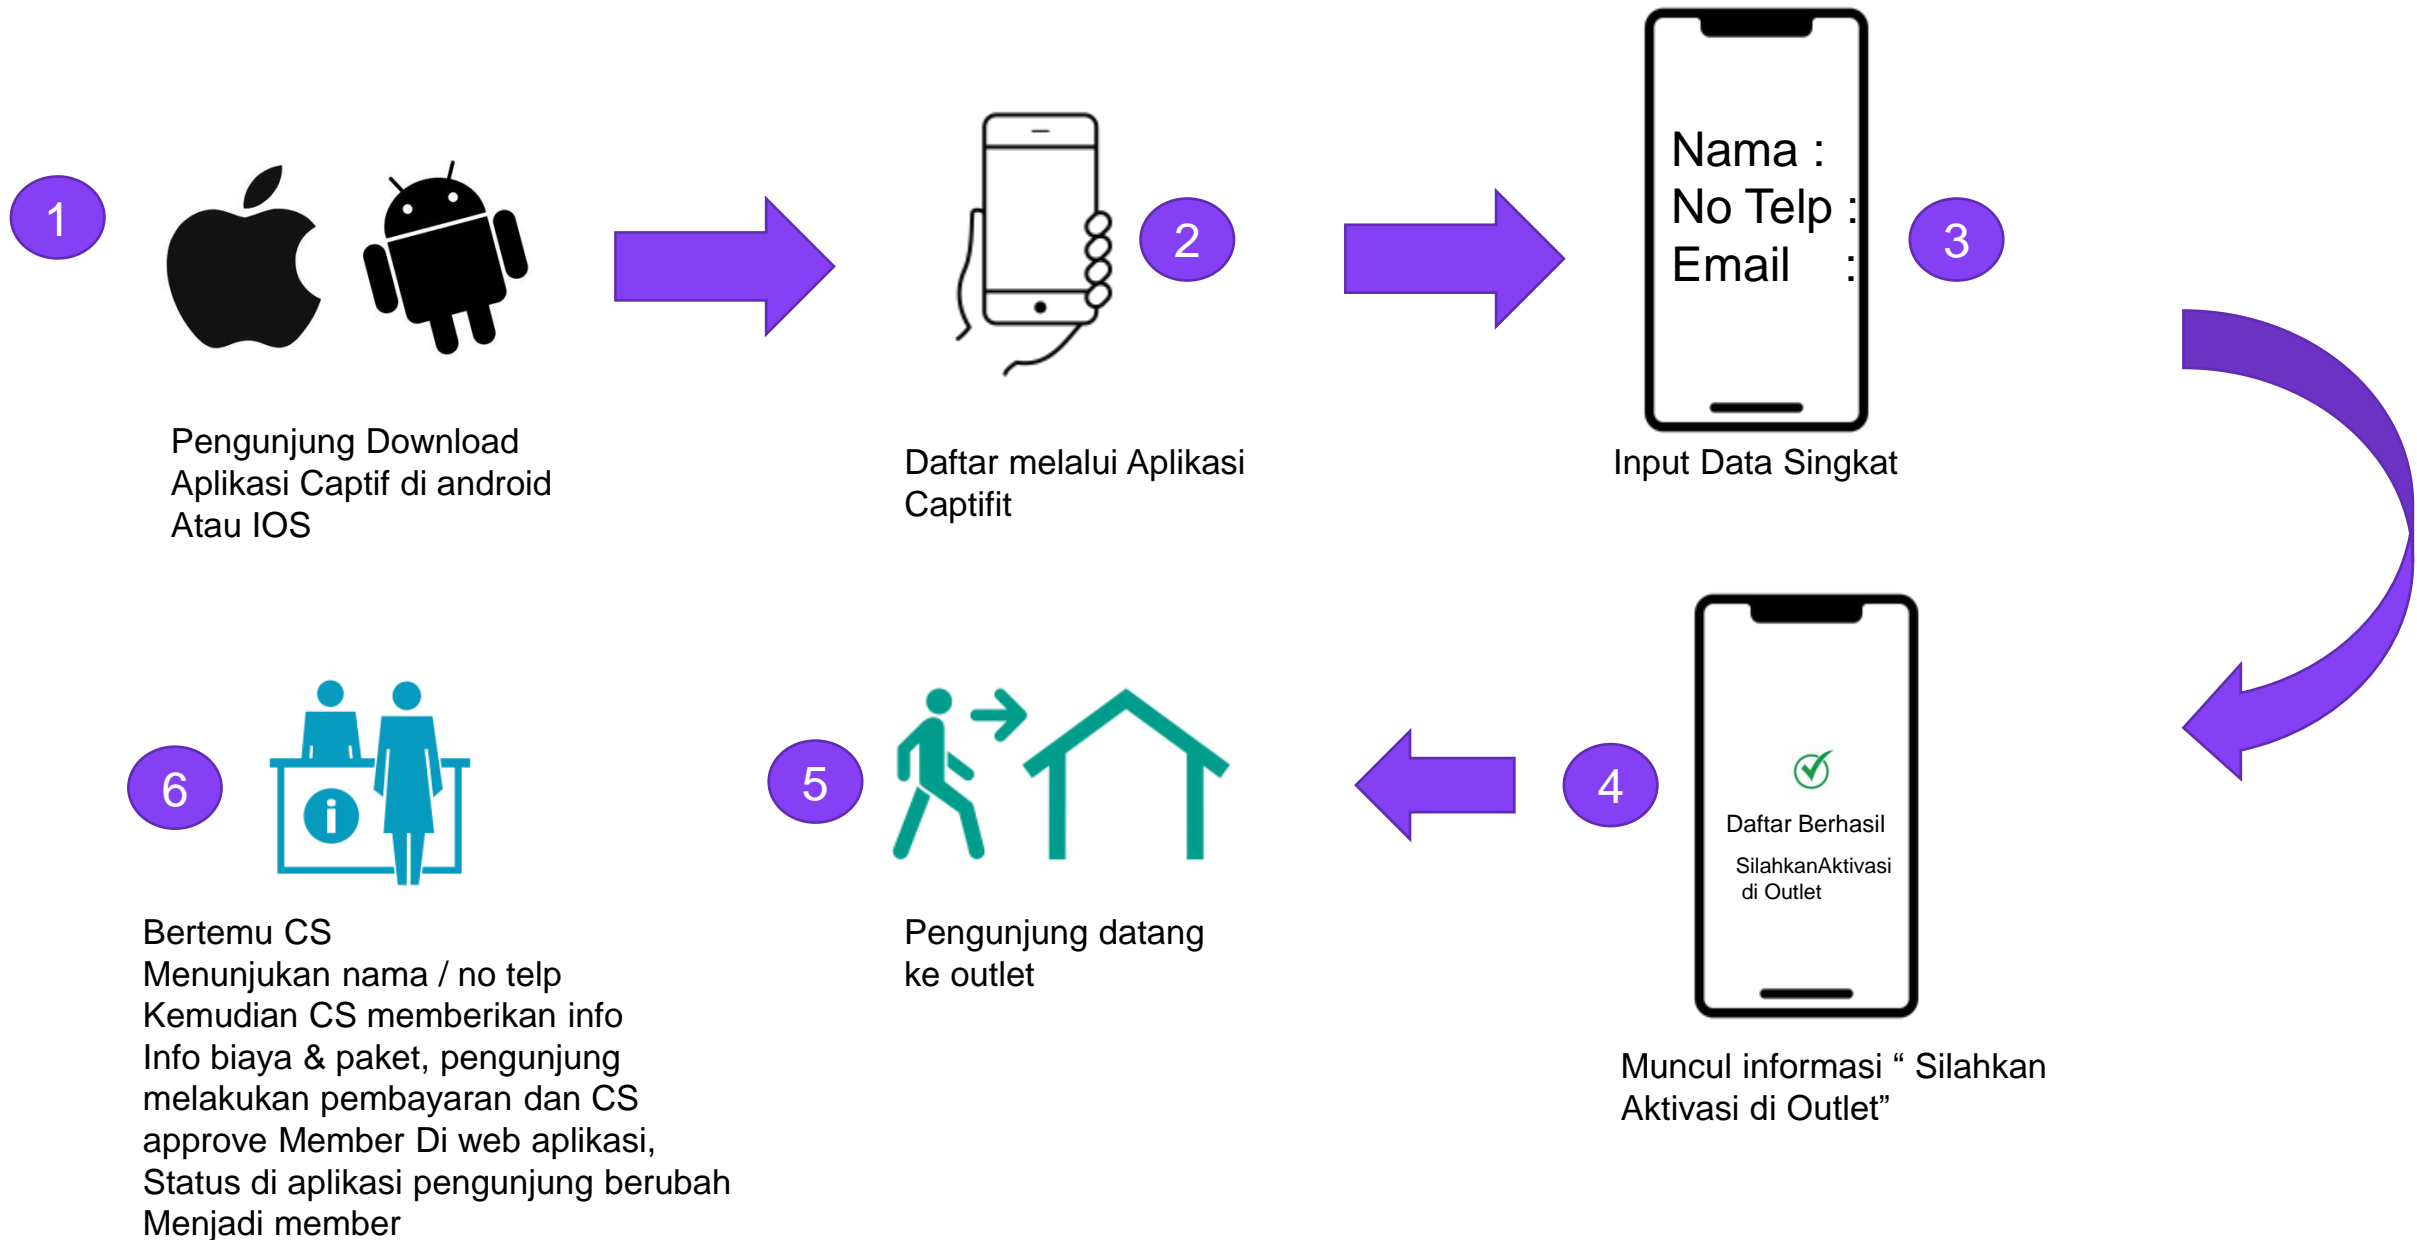 1
Pengunjung Download
Aplikasi Captif di android
Atau IOS
2
Daftar melalui Aplikasi
Captifit
Nama :
No Telp :
Email :
3
Input Data Singkat
4
Daftar Berhasil
SilahkanAktivasi
di Outlet
Muncul informasi “ Silahkan
Aktivasi di Outlet”
5
Pengunjung datang
ke outlet
6
i
Bertemu CS
Menunjukan nama / no telp
Kemudian CS memberikan info
Info biaya & paket, pengunjung
melakukan pembayaran dan CS
approve Member Di web aplikasi,
Status di aplikasi pengunjung berubah
Menjadi member